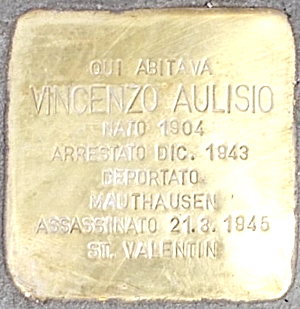 QUI ABITAVA
VINCENZO AULISIO
NATO 1904
ARRESTATO DIC. 1943
DEPORTATO
MAUTHAUSEN
ASSASSINATO 21.3.1945
ST. VALENTIN